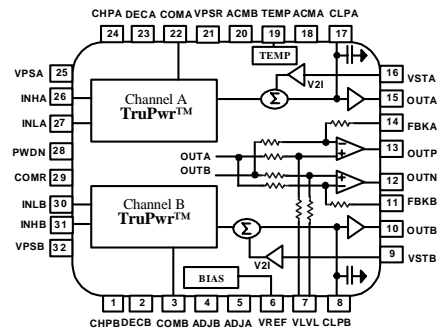 CHPA DECA COMA VPSR ACMB TEMP ACMA CLPA
24 23 22 21 20 19 18 17
TEMP
VPSA 25
16 VSTA
V2I
INHA 26
Channel A
TruPwr™
Σ
15 OUTA
INLA 27
14 FBKA
PWDN 28
OUTA
13 OUTP
COMR 29
OUTB
12 OUTN
INLB 30
Channel B
TruPwr™
11 FBKB
INHB 31
Σ
10 OUTB
VPSB 32
V2I
9 VSTB
BIAS
1 2 3 4 5 6 7 8
CHPB DECB COMB ADJB ADJA VREF VLVL CLPB